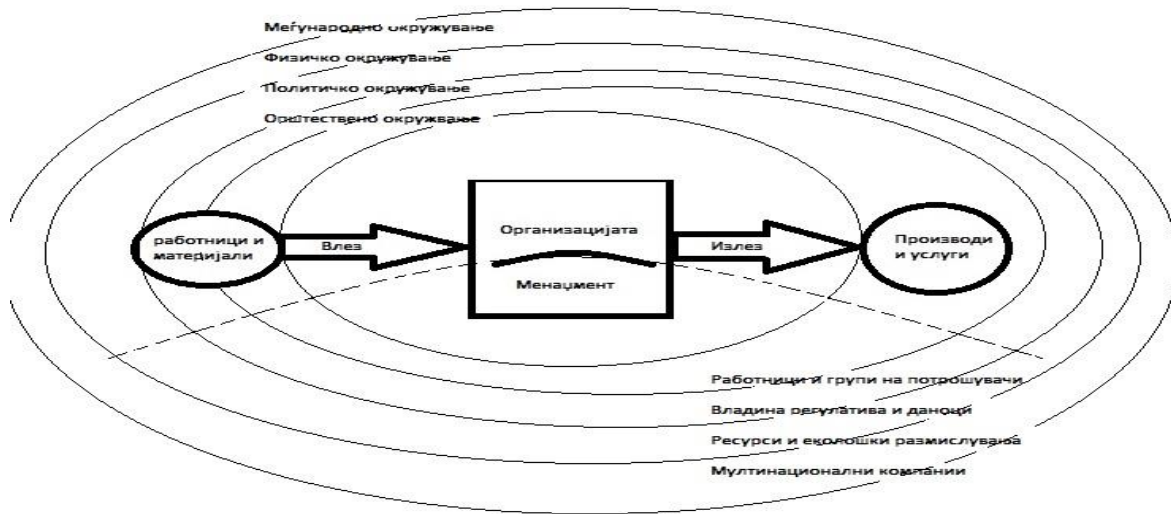 Меѓународно окружување
Физичко окружување
Политичко окружување
Општествено окружвање
работници и
материјали
Влез
Организацијата
Менаџмент
Излез
Производи
и услуги
Работници и групи на потрошувачи
Владина регулатива и даноци
Ресурси и еколошки размислувања
Мултинационални компании